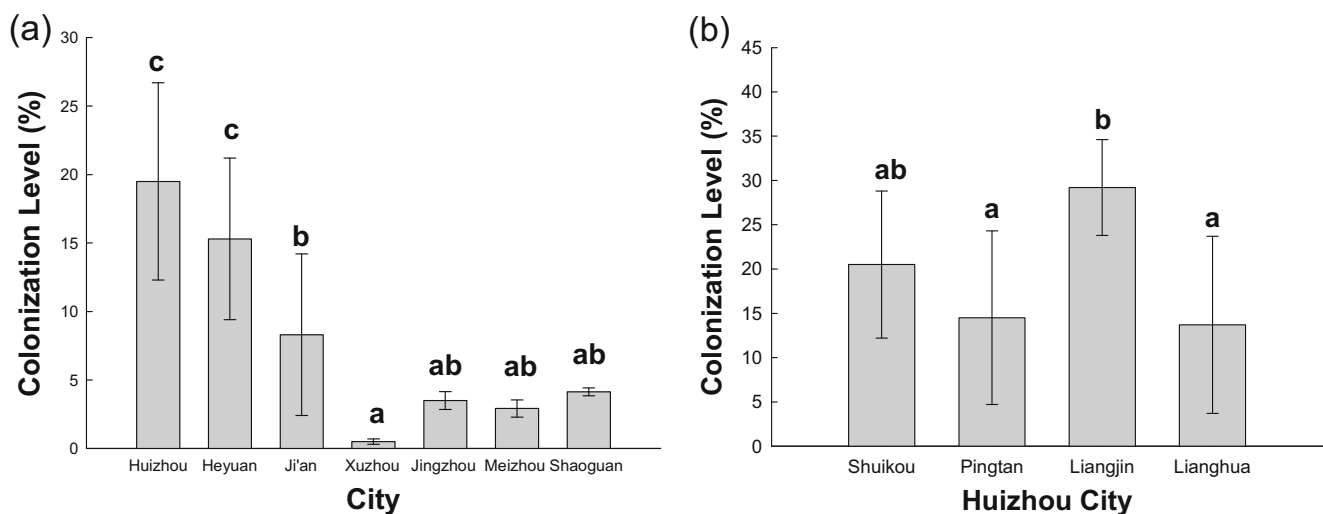 (a)
Colonization Level (%)
30
25
20
15
10
5
0
c
c
b
a
ab
ab
ab
Huizhou Heyuan Ji'an Xuzhou Jingzhou Meizhou Shaoguan
City
(b)
Colonization Level (%)
45
40
35
30
25
20
15
10
5
0
ab
a
b
a
Shuikou Pingtan Liangjin Lianghua
Huizhou City